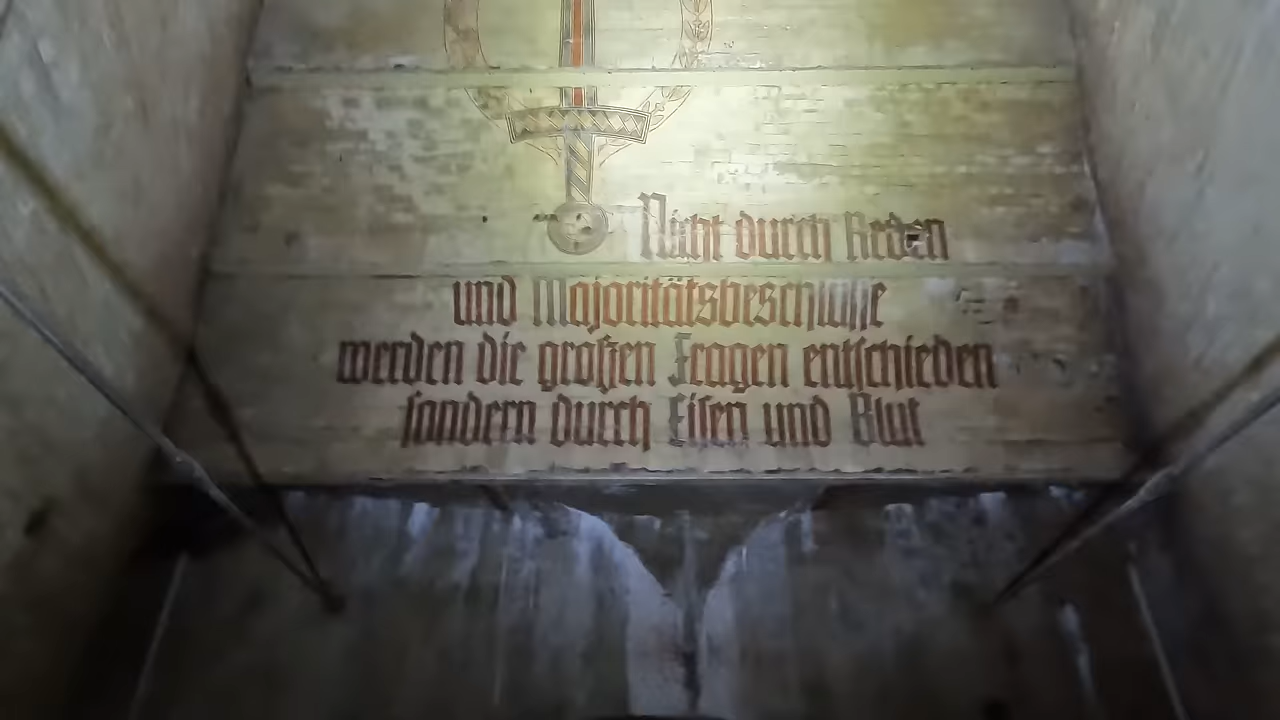 Nicht durch Reden
und Majoritätsbeschlüsse
werden die großen Fragen entschieden
sondern durch Eisen und Blut